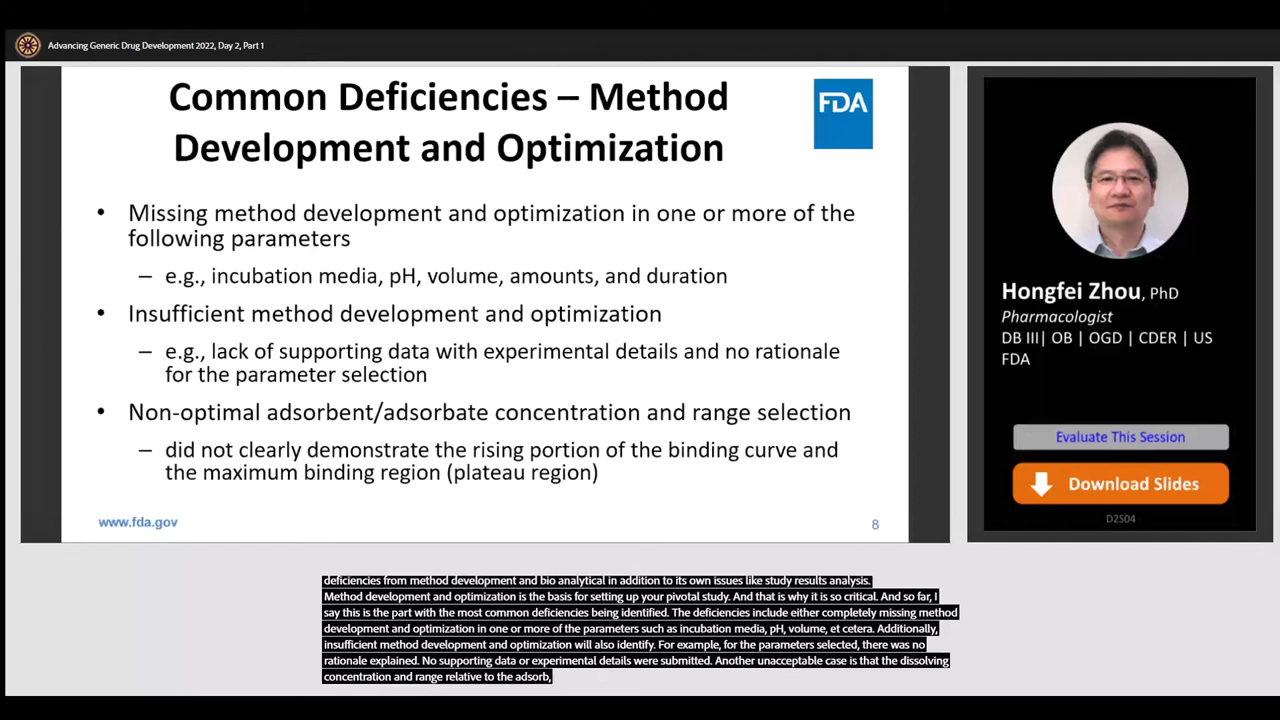 Advancing Generic Drug Development 2022, Day 2, Part 1
Common Deficiencies – Method
Development and Optimization
FDA
• Missing method development and optimization in one or more of the
following parameters
– e.g., incubation media, pH, volume, amounts, and duration
• Insufficient method development and optimization
– e.g., lack of supporting data with experimental details and no rationale
for the parameter selection
• Non-optimal adsorbent/adsorbate concentration and range selection
– did not clearly demonstrate the rising portion of the binding curve and
the maximum binding region (plateau region)
www.fda.gov
8
Hongfei Zhou, PhD
Pharmacologist
DB III| OB | OGD | CDER | US
FDA
Evaluate This Session
Download Slides
D2S04
deficiencies from method development and bio analytical in addition to its own issues like study results analysis.
Method development and optimization is the basis for setting up your pivotal study. And that is why it is so critical. And so far, I
say this is the part with the most common deficiencies being identified. The deficiencies include either completely missing method
development and optimization in one or more of the parameters such as incubation media, pH, volume, et cetera. Additionally,
insufficient method development and optimization will also identify. For example, for the parameters selected, there was no
rationale explained. No supporting data or experimental details were submitted. Another unacceptable case is that the dissolving
concentration and range relative to the adsorb,